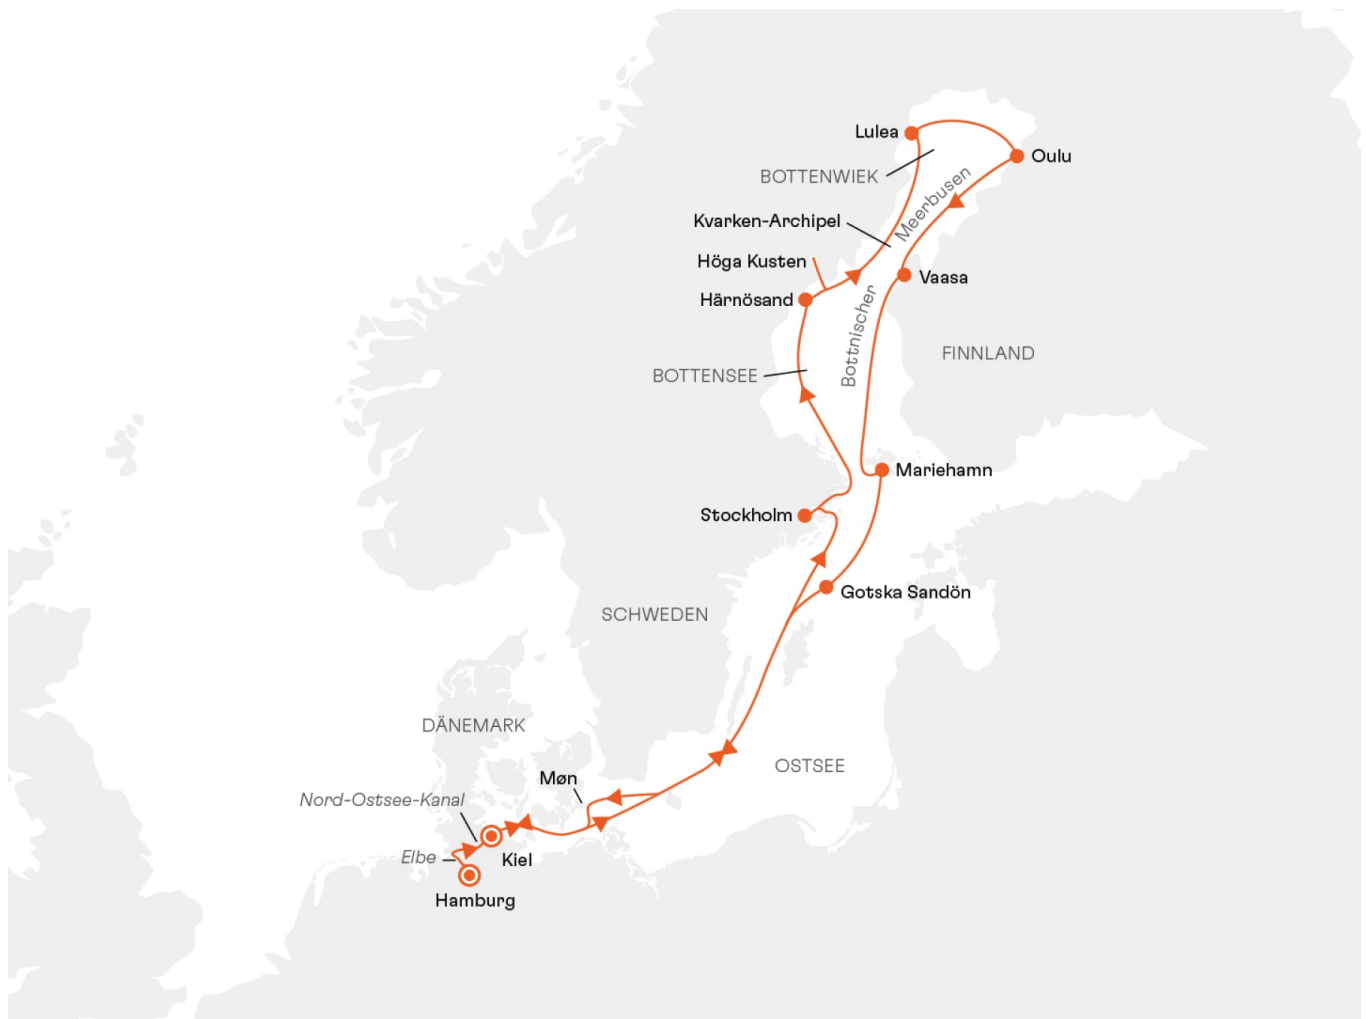 Lulea
Oulu
BOTTENWIEK
Meerbusen
Kvarken-Archipel
Höga Kusten
Vaasa
Härnösand
Bottnischer
FINNLAND
BOTTENSEE
Mariehamn
Stockholm
Gotska Sandön
SCHWEDEN
DÄNEMARK
OSTSEE
Møn
Nord-Ostsee-Kanal
Elbe
Kiel
Hamburg